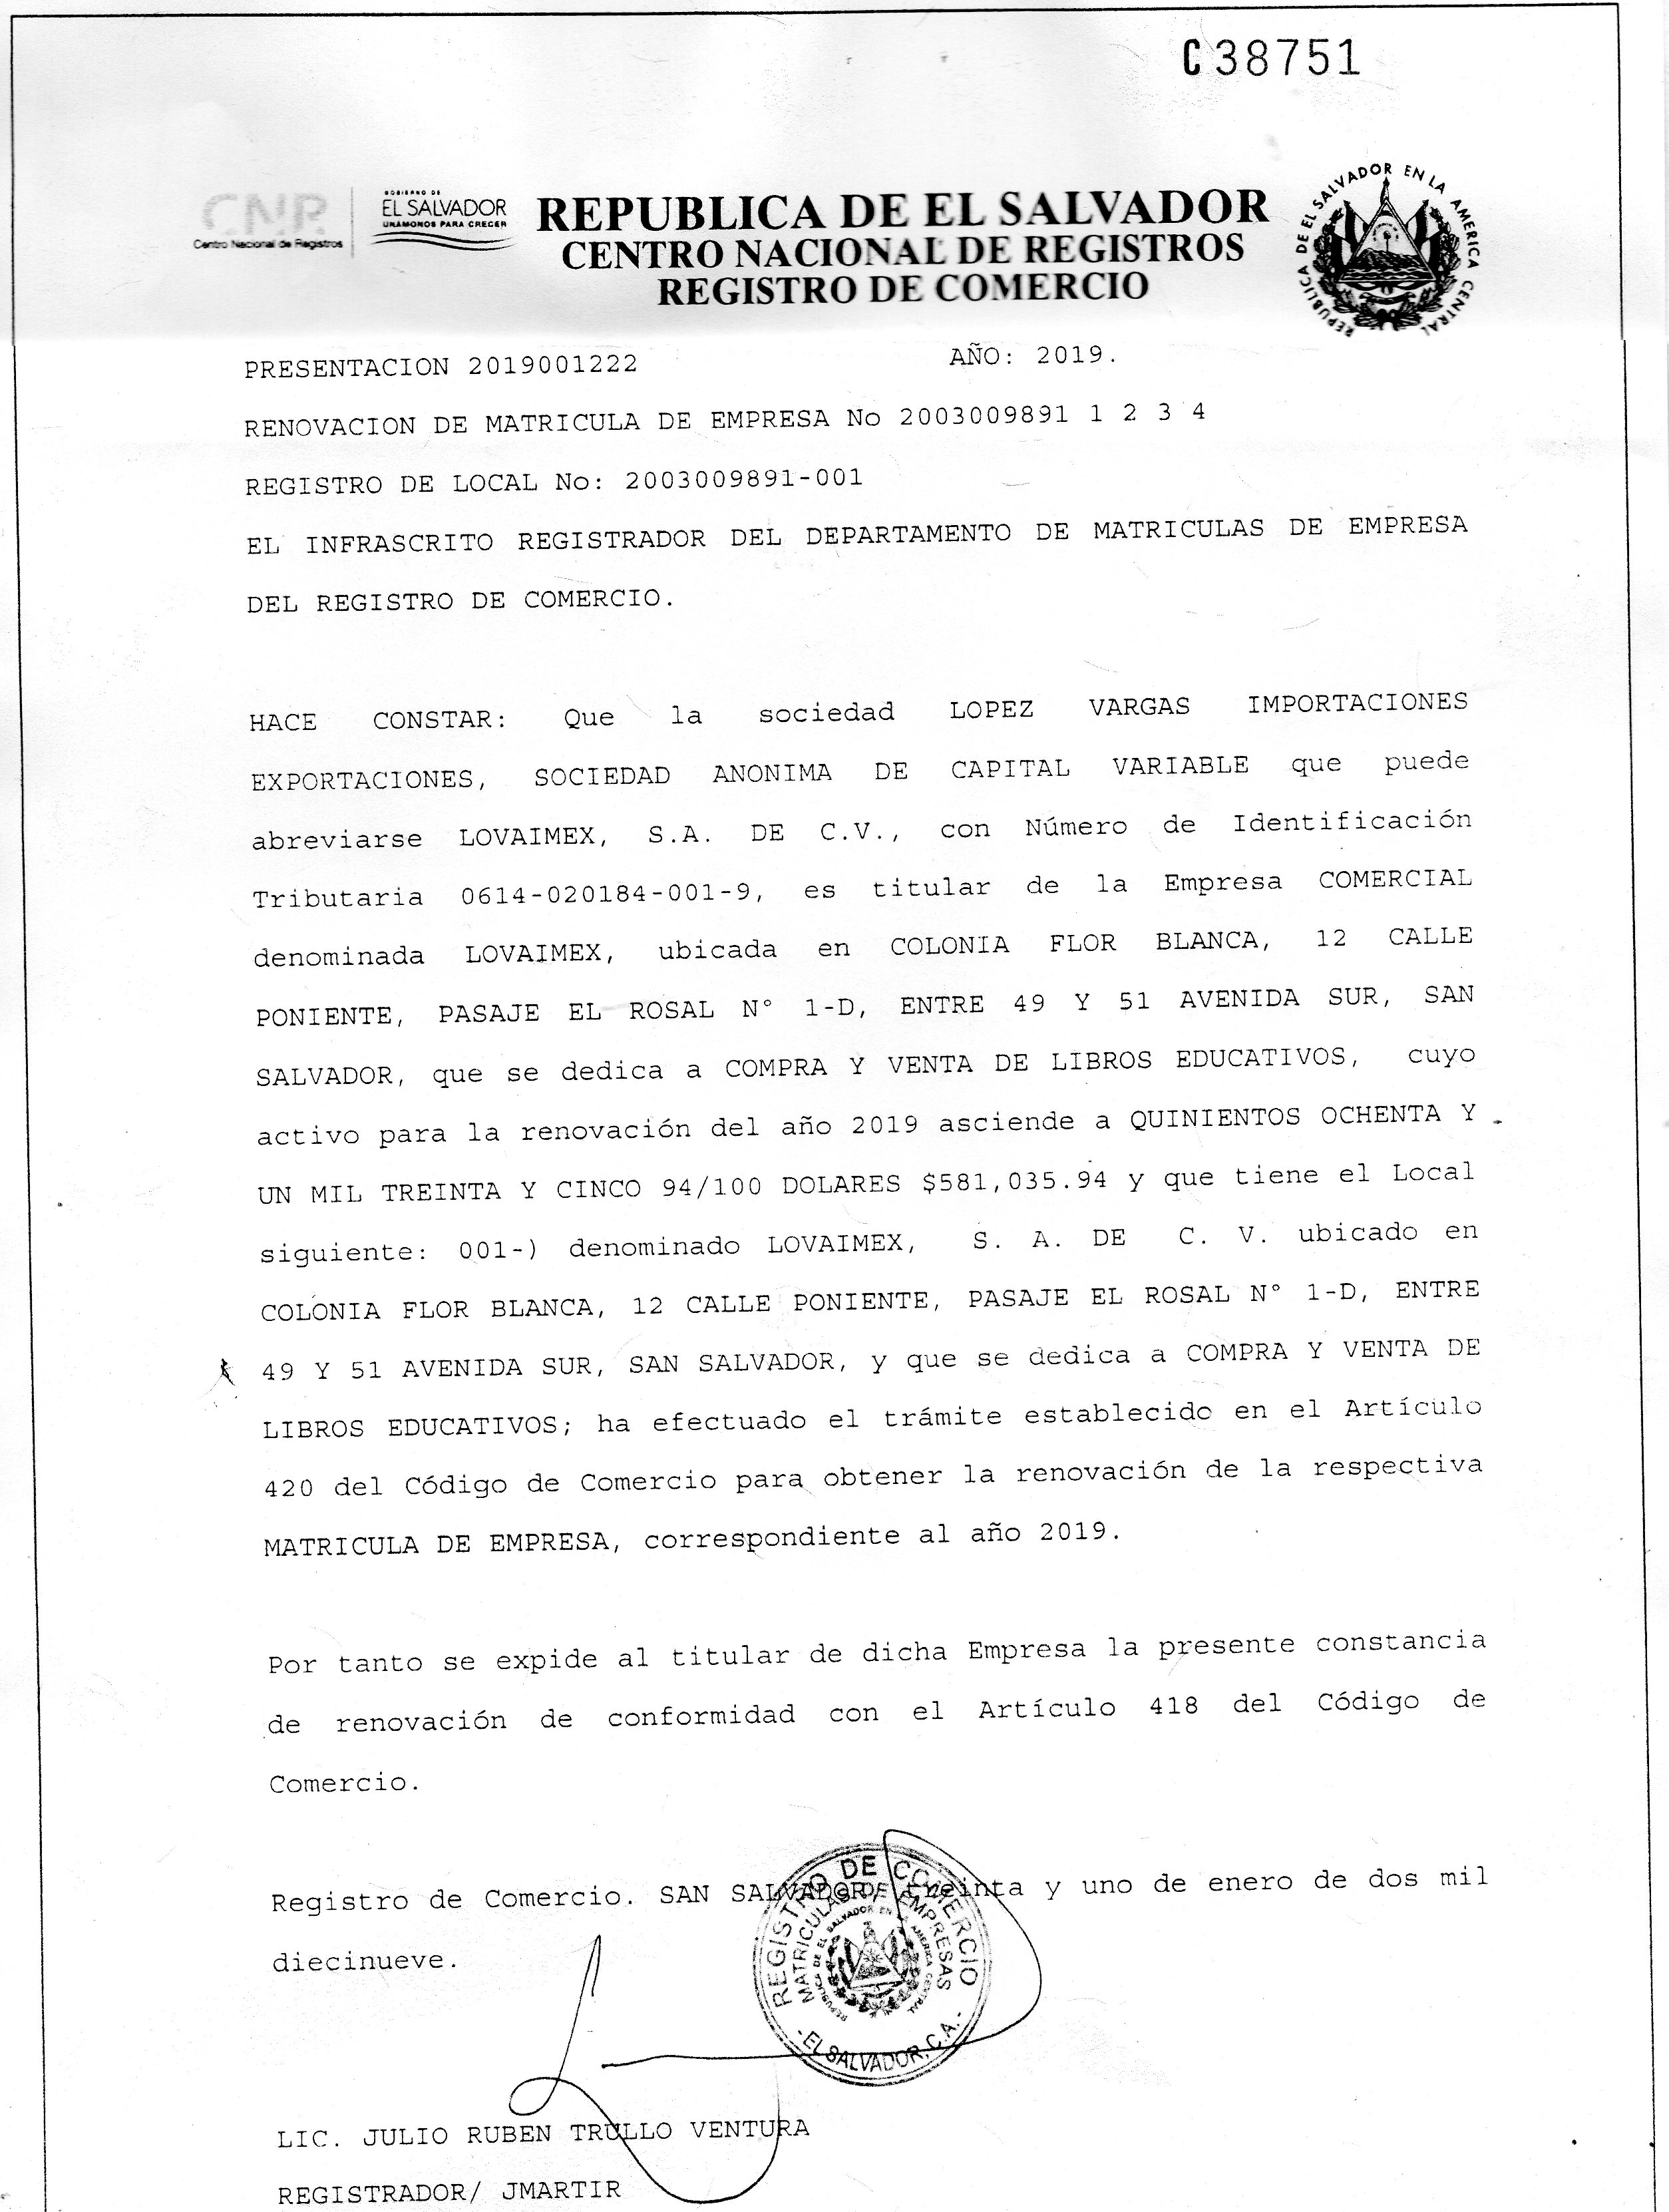 C38751
CNR
Centro Nacional de Registros
GOBIERNO DE
EL SALVADOR
UNAMONOS PARA CRECER
REPUBLICA DE EL SALVADOR
CENTRO NACIONAL DE REGISTROS
REGISTRO DE COMERCIO
REPUBLICA DE EL SALVADOR EN LA AMERICA CENTRAL
PRESENTACION 2019001222 AÑO: 2019.
RENOVACION DE MATRICULA DE EMPRESA No 2003009891 1 2 3 4
REGISTRO DE LOCAL No: 2003009891-001
EL INFRASCRITO REGISTRADOR DEL DEPARTAMENTO DE MATRICULAS DE EMPRESA
DEL REGISTRO DE COMERCIO.
HACE CONSTAR: Que la sociedad LOPEZ VARGAS IMPORTACIONES
EXPORTACIONES, SOCIEDAD ANONIMA DE CAPITAL VARIABLE que puede
abreviarse LOVAIMEX, S.A. DE C.V., con Número de Identificación
Tributaria 0614-020184-001-9, es titular de la Empresa COMERCIAL
denominada LOVAIMEX, ubicada en COLONIA FLOR BLANCA, 12 CALLE
PONIENTE, PASAJE EL ROSAL N° 1-D, ENTRE 49 Y 51 AVENIDA SUR, SAN
SALVADOR, que se dedica a COMPRA Y VENTA DE LIBROS EDUCATIVOS, cuyo
activo para la renovación del año 2019 asciende a QUINIENTOS OCHENTA Y
UN MIL TREINTA Y CINCO 94/100 DOLARES $581,035.94 y que tiene el Local
siguiente: 001-) denominado LOVAIMEX, S. A. DE C. V. ubicado en
COLONIA FLOR BLANCA, 12 CALLE PONIENTE, PASAJE EL ROSAL N° 1-D, ENTRE
49 Y 51 AVENIDA SUR, SAN SALVADOR, y que se dedica a COMPRA Y VENTA DE
LIBROS EDUCATIVOS; ha efectuado el trámite establecido en el Artículo
420 del Código de Comercio para obtener la renovación de la respectiva
MATRICULA DE EMPRESA, correspondiente al año 2019.
Por tanto se expide al titular de dicha Empresa la presente constancia
de renovación de conformidad con el Artículo 418 del Código de
Comercio.
Registro de Comercio. SAN SALVADOR, treinta y uno de enero de dos mil
diecinueve.
REGISTRO DE COMERCIO
MATRICULAS DE EMPRESAS
REPUBLICA DE EL SALVADOR EN LA AMERICA CENTRAL
- EL SALVADOR, C.A. -
LIC. JULIO RUBEN TRULLO VENTURA
REGISTRADOR/ JMARTIR